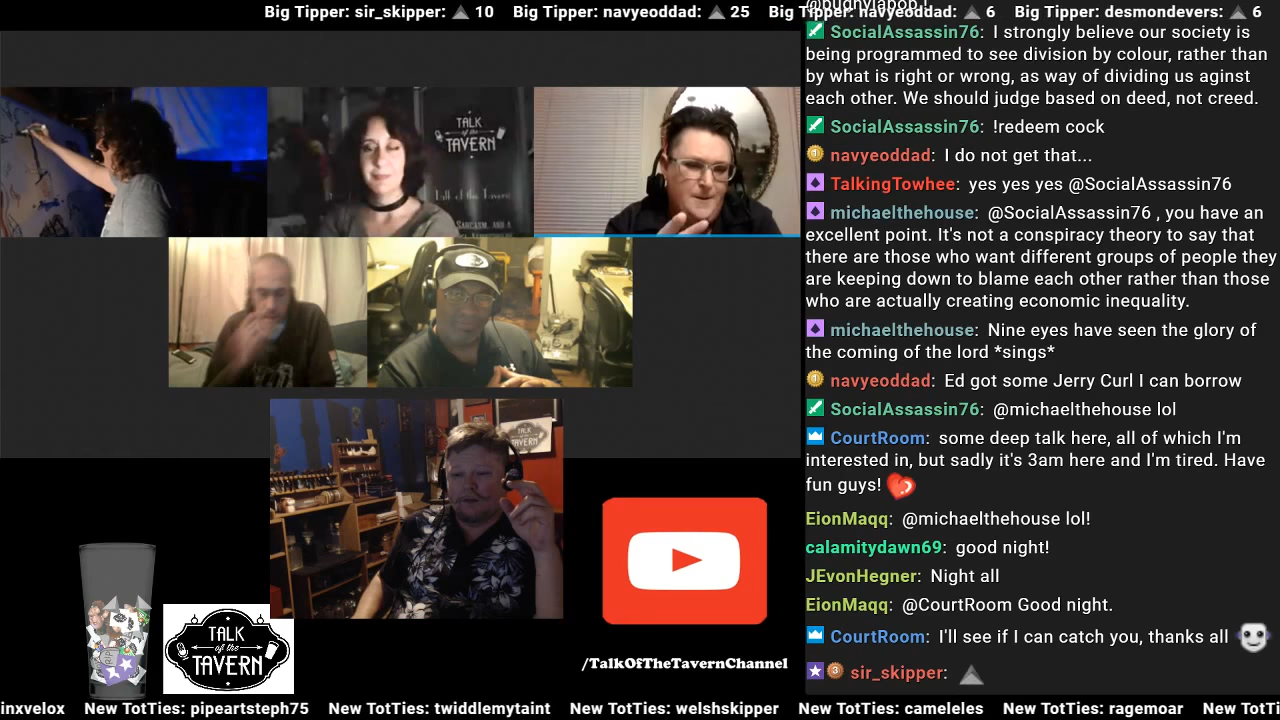 Big Tipper: sir_skipper: 10 Big Tipper: navyeoddad: 25 Big Tipper: navyeoddad: 6 Big Tipper: desmondevers: 6
SocialAssassin76: I strongly believe our society is
being programmed to see division by colour, rather than
by what is right or wrong, as way of dividing us aginst
each other. We should judge based on deed, not creed.
SocialAssassin76: !redeem cock
navyeoddad: I do not get that...
TalkingTowhee: yes yes yes @SocialAssassin76
michaelthehouse: @SocialAssassin76 , you have an
excellent point. It's not a conspiracy theory to say that
there are those who want different groups of people they
are keeping down to blame each other rather than those
who are actually creating economic inequality.
michaelthehouse: Nine eyes have seen the glory of
the coming of the lord *sings*
navyeoddad: Ed got some Jerry Curl I can borrow
SocialAssassin76: @michaelthehouse lol
CourtRoom: some deep talk here, all of which I'm
interested in, but sadly it's 3am here and I'm tired. Have
fun guys!
EionMaqq: @michaelthehouse lol!
calamitydawn69: good night!
JEvonHegner: Night all
EionMaqq: @CourtRoom Good night.
CourtRoom: I'll see if I can catch you, thanks all
sir_skipper:
TALK
of the
TAVERN
Talk of the Tavern
SARCASM, AND A
TALK
of the
TAVERN
TALK
of the
TAVERN
/TalkOfTheTavernChannel
inxvelox New TotTies: pipeartsteph75 New TotTies: twiddlemytaint New TotTies: welshskipper New TotTies: cameleles New TotTies: ragemoar New TotTi